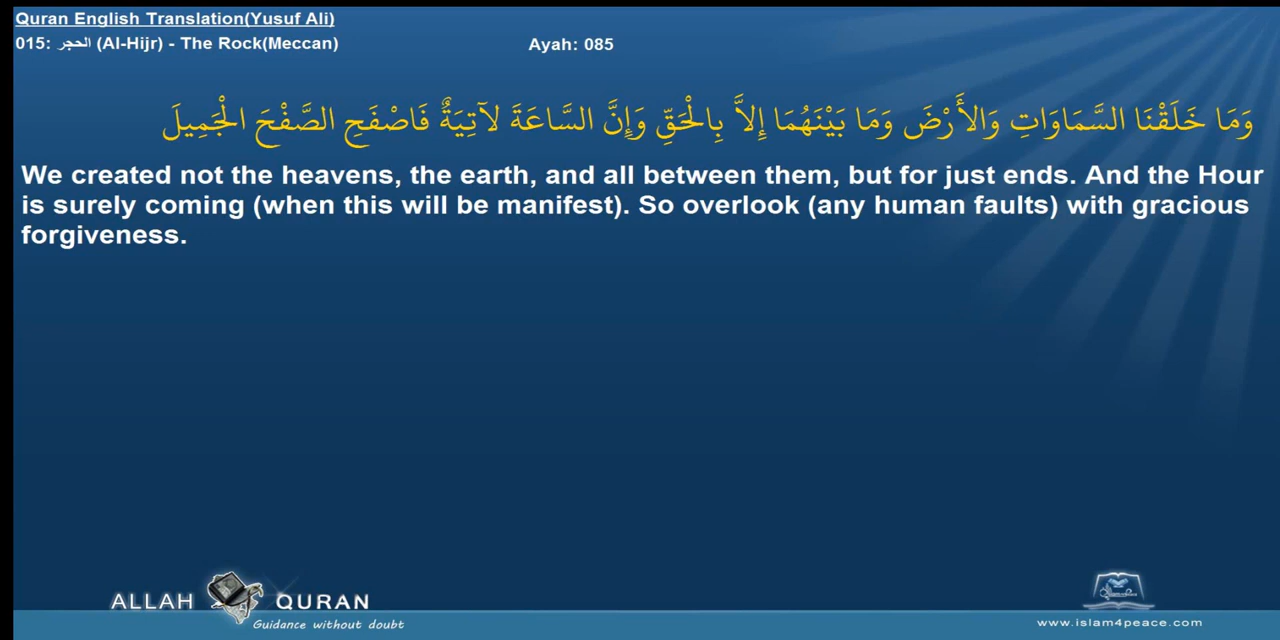 Quran English Translation(Yusuf Ali)
015: الحجر (Al-Hijr) - The Rock(Meccan) Ayah: 085
وَمَا خَلَقْنَا السَّمَاوَاتِ وَالأَرْضَ وَمَا بَيْنَهُمَا إِلاَّ بِالْحَقِّ وَإِنَّ السَّاعَةَ لآتِيَةٌ فَاصْفَحِ الصَّفْحَ الْجَمِيلَ
We created not the heavens, the earth, and all between them, but for just ends. And the Hour
is surely coming (when this will be manifest). So overlook (any human faults) with gracious
forgiveness.
ALLAH QURAN
Guidance without doubt
www.islam4peace.com